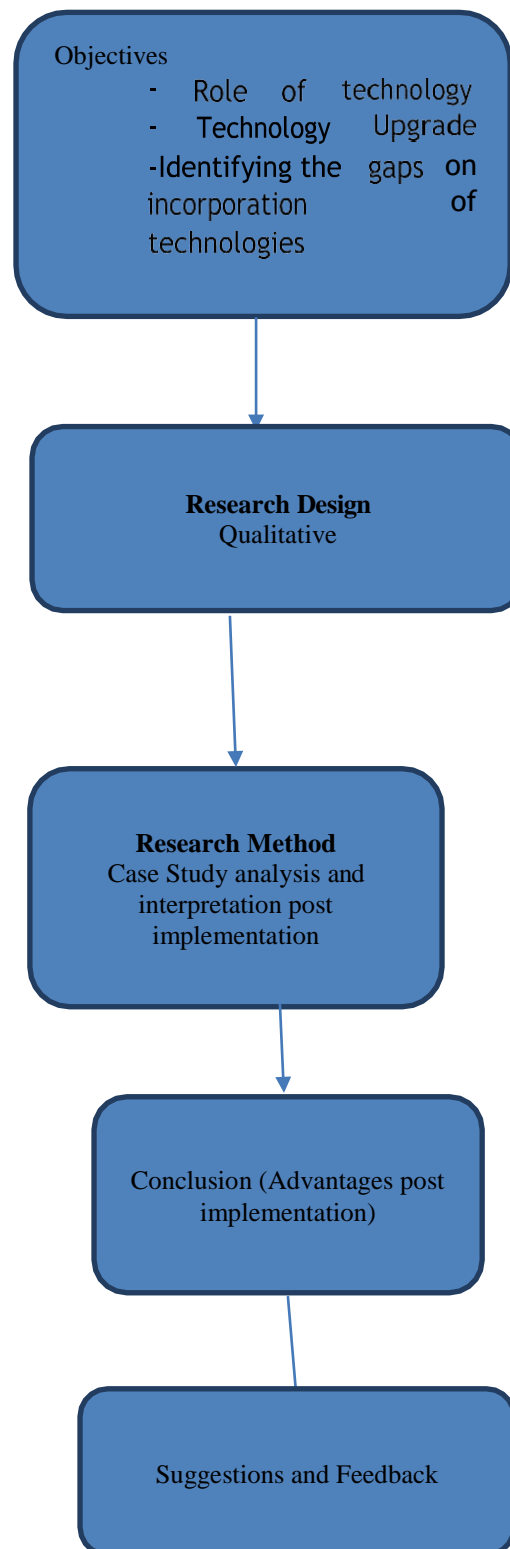 Objectives
- Role of technology
- Technology Upgrade
-Identifying the gaps on
incorporation of
technologies
Research Design
Qualitative
Research Method
Case Study analysis and
interpretation post
implementation
Conclusion (Advantages post
implementation)
Suggestions and Feedback